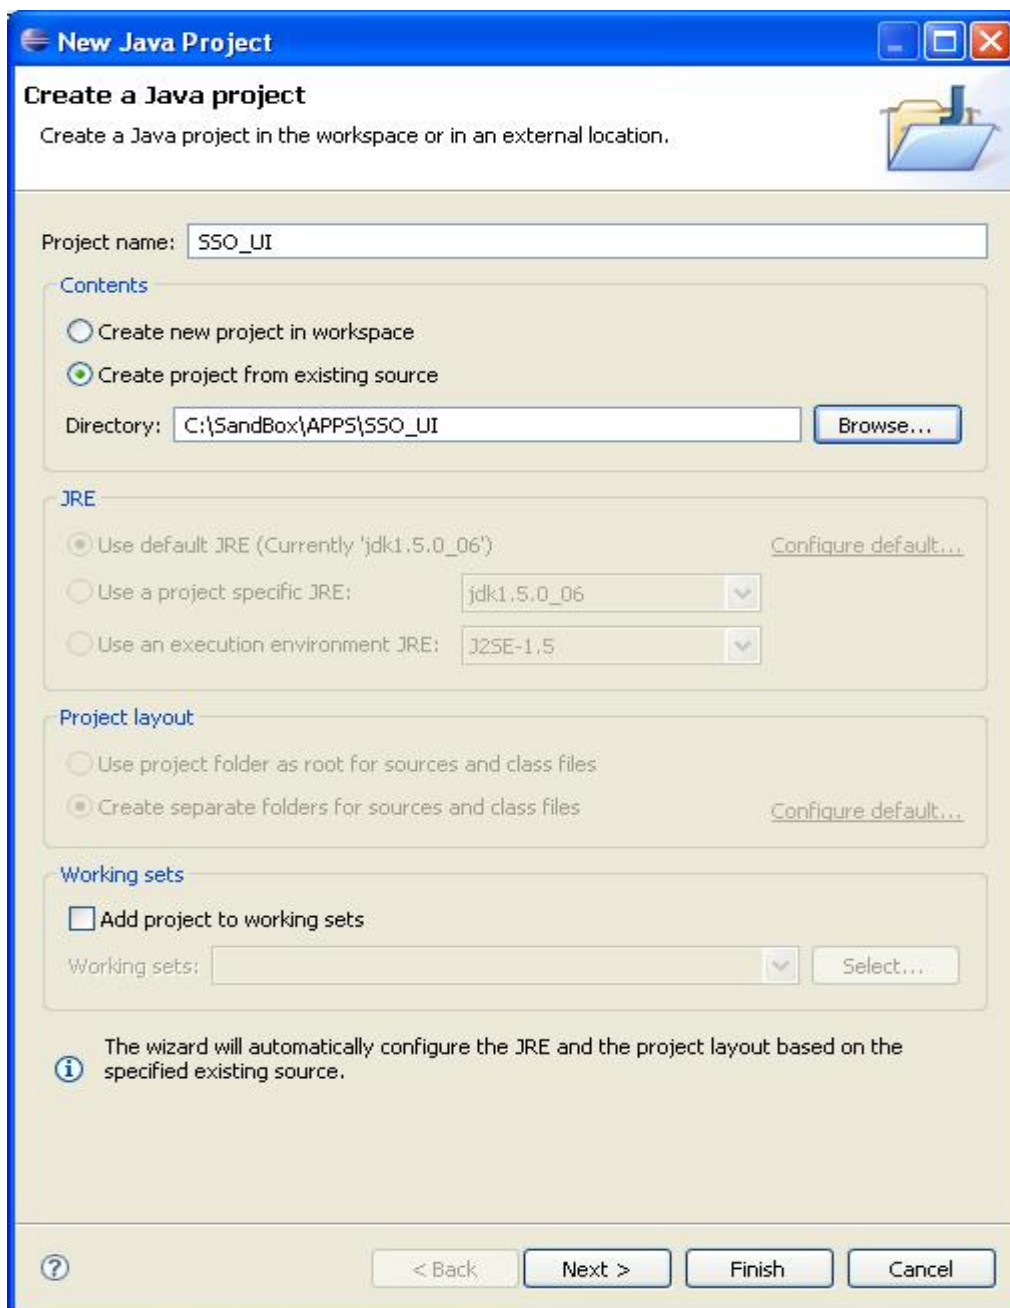 New Java Project
Create a Java project
Create a Java project in the workspace or in an external location.
Project name: SSO_UI
Contents
Create new project in workspace
Create project from existing source
Directory: C:\SandBox\APPS\SSO_UI Browse...
JRE
Use default JRE (Currently 'jdk1.5.0_06') Configure default...
Use a project specific JRE: jdk1.5.0_06
Use an execution environment JRE: J2SE-1.5
Project layout
Use project folder as root for sources and class files
Create separate folders for sources and class files Configure default...
Working sets
Add project to working sets
Working sets: Select...
The wizard will automatically configure the JRE and the project layout based on the
specified existing source.
< Back Next > Finish Cancel